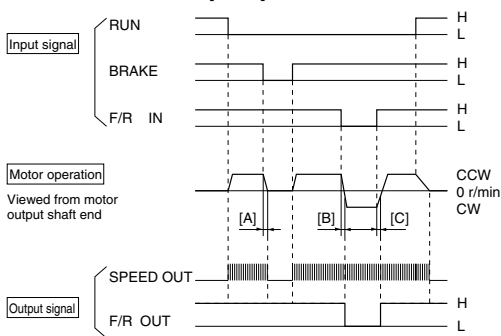 RUN
H
L
Input signal
BRAKE
H
L
F/R IN
H
L
Motor operation
CCW
0 r/min
CW
Viewed from motor
output shaft end
[A]
[B]
[C]
SPEED OUT
Output signal
H
F/R OUT
L